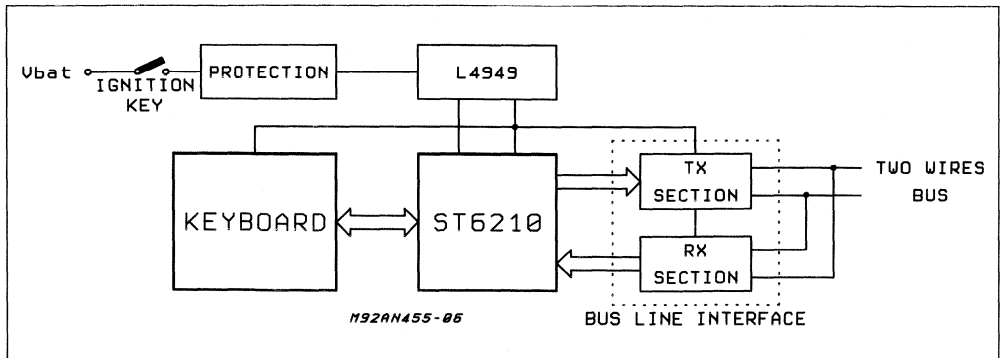 Vbat
IGNITION
KEY
PROTECTION
L4949
KEYBOARD
ST6210
TX
SECTION
RX
SECTION
TWO WIRES
BUS
M92AN455-06
BUS LINE INTERFACE